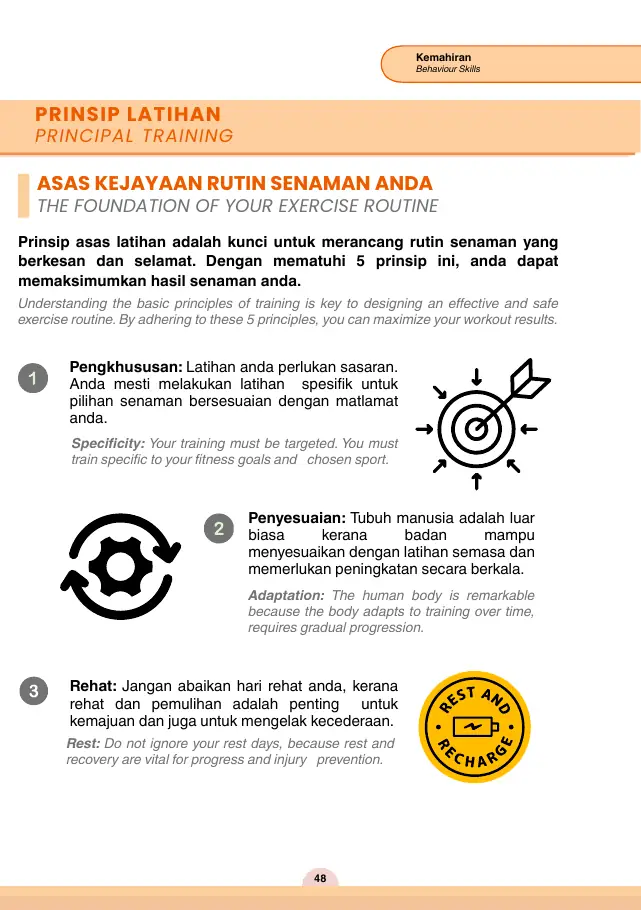 Kemahiran
Behaviour Skills
PRINSIP LATIHAN
PRINCIPAL TRAINING
ASAS KEJAYAAN RUTIN SENAMAN ANDA
THE FOUNDATION OF YOUR EXERCISE ROUTINE
Prinsip asas latihan adalah kunci untuk merancang rutin senaman yang
berkesan dan selamat. Dengan mematuhi 5 prinsip ini, anda dapat
memaksimumkan hasil senaman anda.
Understanding the basic principles of training is key to designing an effective and safe
exercise routine. By adhering to these 5 principles, you can maximize your workout results.
1
Pengkhususan: Latihan anda perlukan sasaran.
Anda mesti melakukan latihan spesifik untuk
pilihan senaman bersesuaian dengan matlamat
anda.
Specificity: Your training must be targeted. You must
train specific to your fitness goals and chosen sport.
2
Penyesuaian: Tubuh manusia adalah luar
biasa kerana badan mampu
menyesuaikan dengan latihan semasa dan
memerlukan peningkatan secara berkala.
Adaptation: The human body is remarkable
because the body adapts to training over time,
requires gradual progression.
3
Rehat: Jangan abaikan hari rehat anda, kerana
rehat dan pemulihan adalah penting untuk
kemajuan dan juga untuk mengelak kecederaan.
Rest: Do not ignore your rest days, because rest and
recovery are vital for progress and injury prevention.
REST AND
RECHARGE
48